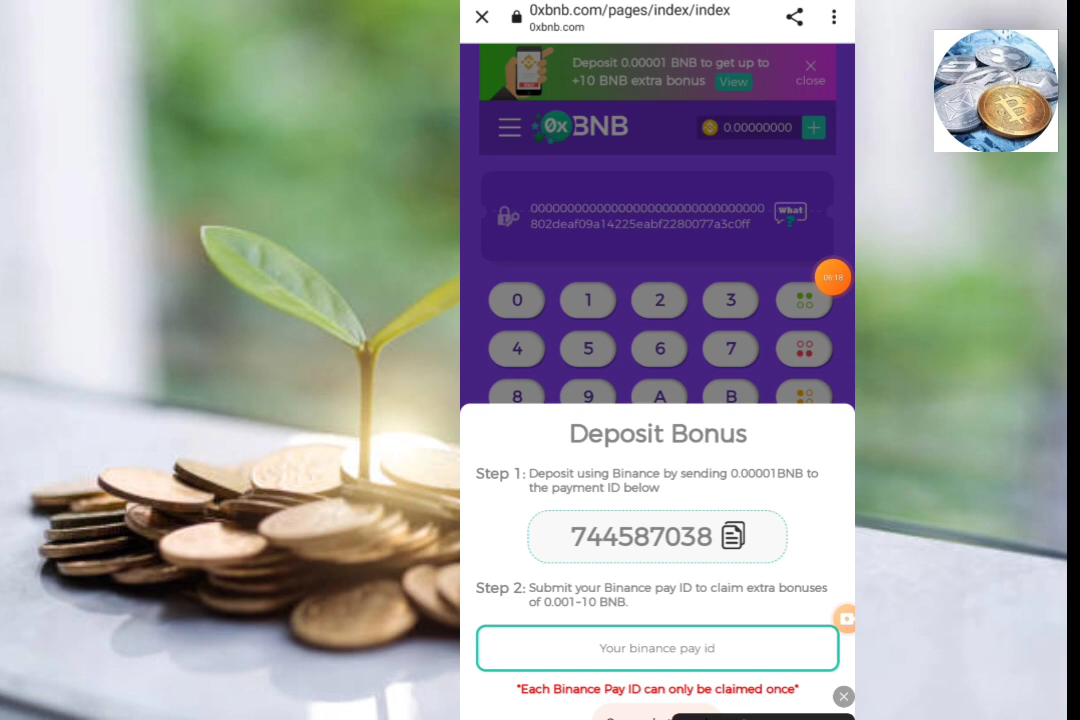 0xbnb.com/pages/index/index
0xbnb.com
Deposit 0.00001 BNB to get up to
+10 BNB extra bonus View
close
0xBNB
0.00000000 +
00000000000000000000000000000000
802deaf09a14225eabf2280077a3c0ff
What
?
06:18
0 1 2 3
4 5 6 7
8 9 A B
Deposit Bonus
Step 1: Deposit using Binance by sending 0.00001BNB to
the payment ID below
744587038
Step 2: Submit your Binance pay ID to claim extra bonuses
of 0.001-10 BNB.
Your binance pay id
*Each Binance Pay ID can only be claimed once*